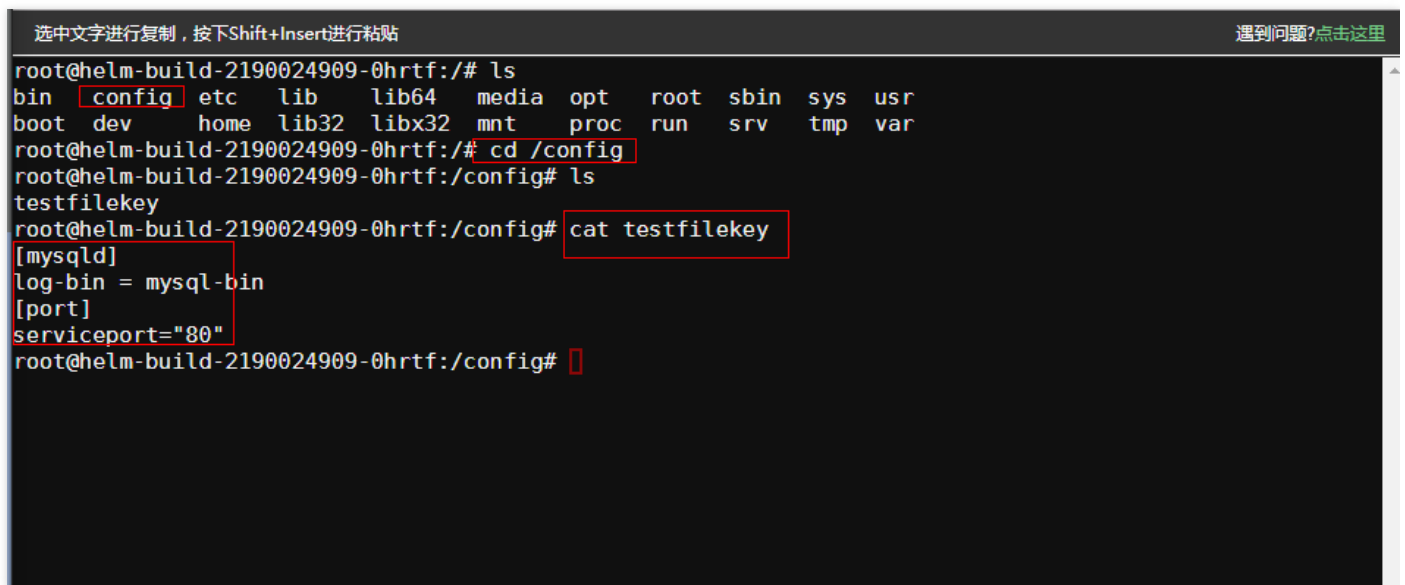 选中文字进行复制，按下Shift+Insert进行粘贴 遇到问题?点击这里
root@helm-build-2190024909-0hrtf:/# ls
bin config etc lib lib64 media opt root sbin sys usr
boot dev home lib32 libx32 mnt proc run srv tmp var
root@helm-build-2190024909-0hrtf:/# cd /config
root@helm-build-2190024909-0hrtf:/config# ls
testfilekey
root@helm-build-2190024909-0hrtf:/config# cat testfilekey
[mysqld]
log-bin = mysql-bin
[port]
serviceport="80"
root@helm-build-2190024909-0hrtf:/config#